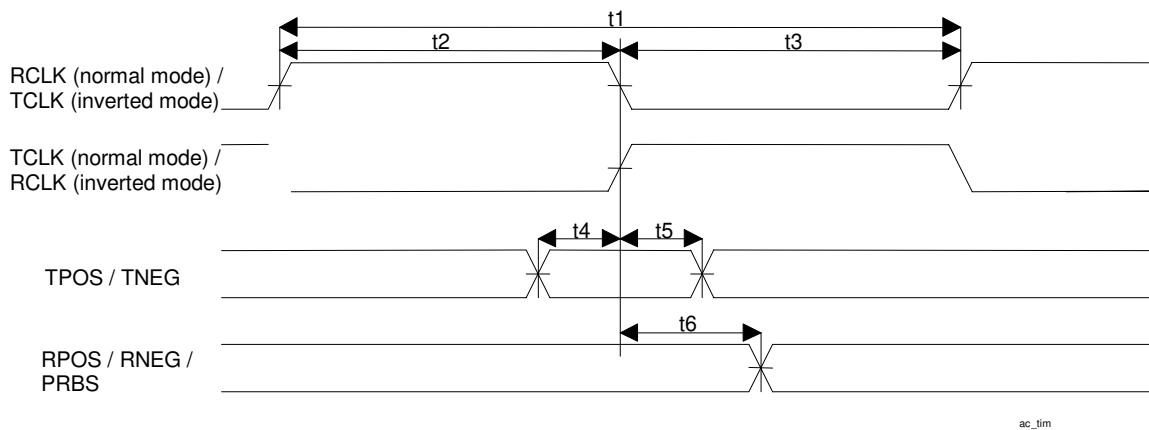 t1
t2
t3
RCLK (normal mode) /
TCLK (inverted mode)
TCLK (normal mode) /
RCLK (inverted mode)
t4
t5
TPOS / TNEG
t6
RPOS / RNEG /
PRBS
ac_tim